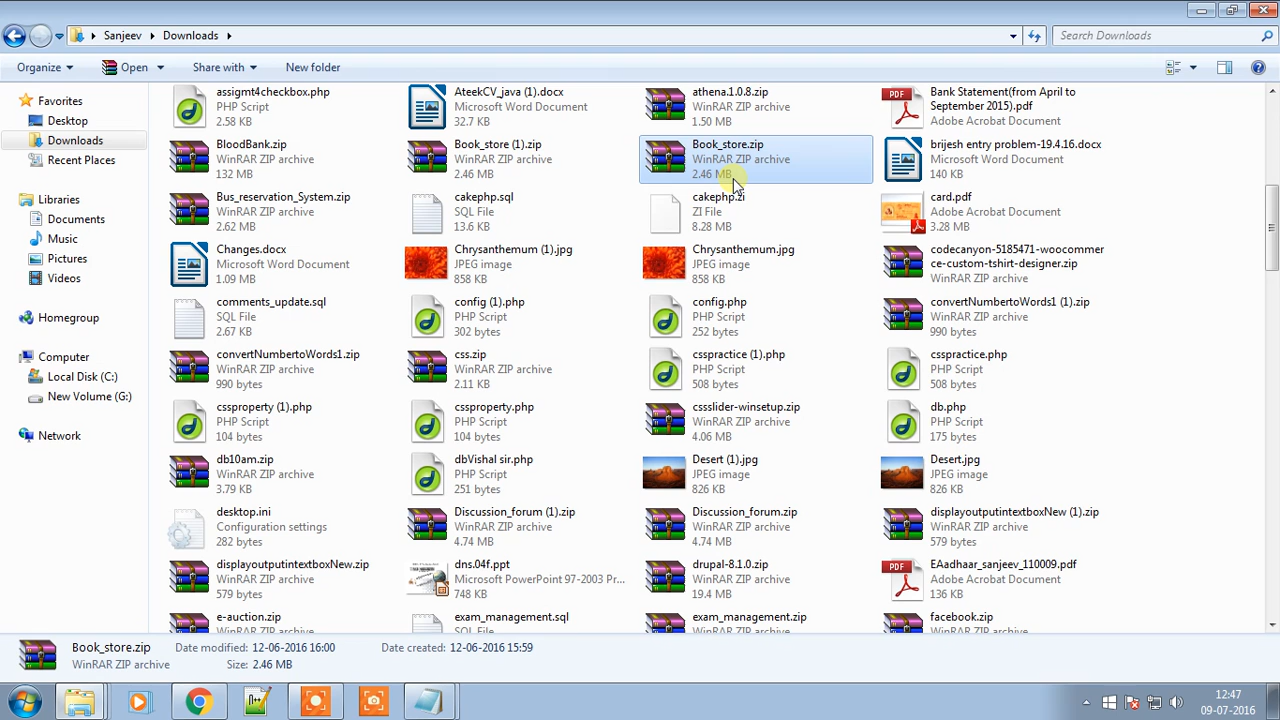 Sanjeev Downloads
Search Downloads
Organize Open Share with New folder
Favorites
Desktop
Downloads
Recent Places
Libraries
Documents
Music
Pictures
Videos
Homegroup
Computer
Local Disk (C:)
New Volume (G:)
Network
assigmt4checkbox.php
PHP Script
2.58 KB
AteekCV_java (1).docx
Microsoft Word Document
32.7 KB
athena.1.0.8.zip
WinRAR ZIP archive
1.50 MB
PDF
Bank Statement(from April to
September 2015).pdf
Adobe Acrobat Document
BloodBank.zip
WinRAR ZIP archive
1.32 MB
Book_store (1).zip
WinRAR ZIP archive
2.46 MB
Book_store.zip
WinRAR ZIP archive
2.46 MB
brijesh entry problem-19.4.16.docx
Microsoft Word Document
140 KB
Bus_reservation_System.zip
WinRAR ZIP archive
2.62 MB
cakephp.sql
SQL File
13.6 KB
cakephp.zi
ZI File
8.28 MB
card.pdf
Adobe Acrobat Document
3.28 MB
Changes.docx
Microsoft Word Document
1.09 MB
Chrysanthemum (1).jpg
JPEG image
858 KB
Chrysanthemum.jpg
JPEG image
858 KB
codecanyon-5185471-woocommer
ce-custom-tshirt-designer.zip
WinRAR ZIP archive
comments_update.sql
SQL File
2.67 KB
config (1).php
PHP Script
302 bytes
config.php
PHP Script
252 bytes
convertNumbertoWords1 (1).zip
WinRAR ZIP archive
990 bytes
convertNumbertoWords1.zip
WinRAR ZIP archive
990 bytes
css.zip
WinRAR ZIP archive
2.11 KB
csspractice (1).php
PHP Script
508 bytes
csspractice.php
PHP Script
508 bytes
cssproperty (1).php
PHP Script
104 bytes
cssproperty.php
PHP Script
104 bytes
cssslider-winsetup.zip
WinRAR ZIP archive
4.06 MB
db.php
PHP Script
175 bytes
db10am.zip
WinRAR ZIP archive
3.79 KB
dbVishal sir.php
PHP Script
251 bytes
Desert (1).jpg
JPEG image
826 KB
Desert.jpg
JPEG image
826 KB
desktop.ini
Configuration settings
282 bytes
Discussion_forum (1).zip
WinRAR ZIP archive
4.74 MB
Discussion_forum.zip
WinRAR ZIP archive
4.74 MB
displayoutputintextboxNew (1).zip
WinRAR ZIP archive
579 bytes
displayoutputintextboxNew.zip
WinRAR ZIP archive
579 bytes
dns.04f.ppt
Microsoft PowerPoint 97-2003 Pr...
748 KB
drupal-8.1.0.zip
WinRAR ZIP archive
19.4 MB
PDF
EAadhaar_sanjeev_110009.pdf
Adobe Acrobat Document
136 KB
e-auction.zip
WinRAR ZIP archive
exam_management.sql
SQL File
exam_management.zip
WinRAR ZIP archive
facebook.zip
WinRAR ZIP archive
Book_store.zip Date modified: 12-06-2016 16:00 Date created: 12-06-2016 15:59
WinRAR ZIP archive Size: 2.46 MB
12:47
09-07-2016